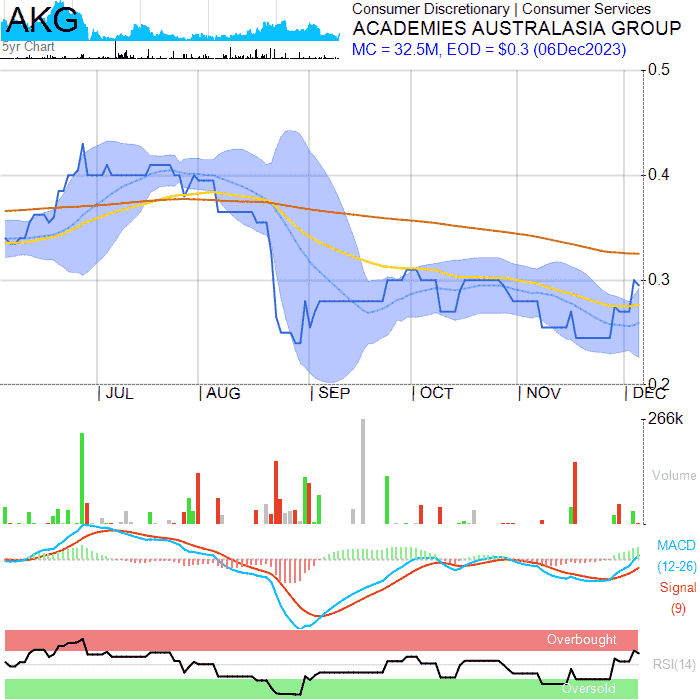 AKG
5yr Chart
Consumer Discretionary | Consumer Services
ACADEMIES AUSTRALASIA GROUP
MC = 32.5M, EOD = $0.3 (06Dec2023)
0.5
0.4
0.3
0.2
JUL AUG SEP OCT NOV DEC
266k
Volume
MACD
(12-26)
Signal
(9)
Overbought
RSI(14)
Oversold